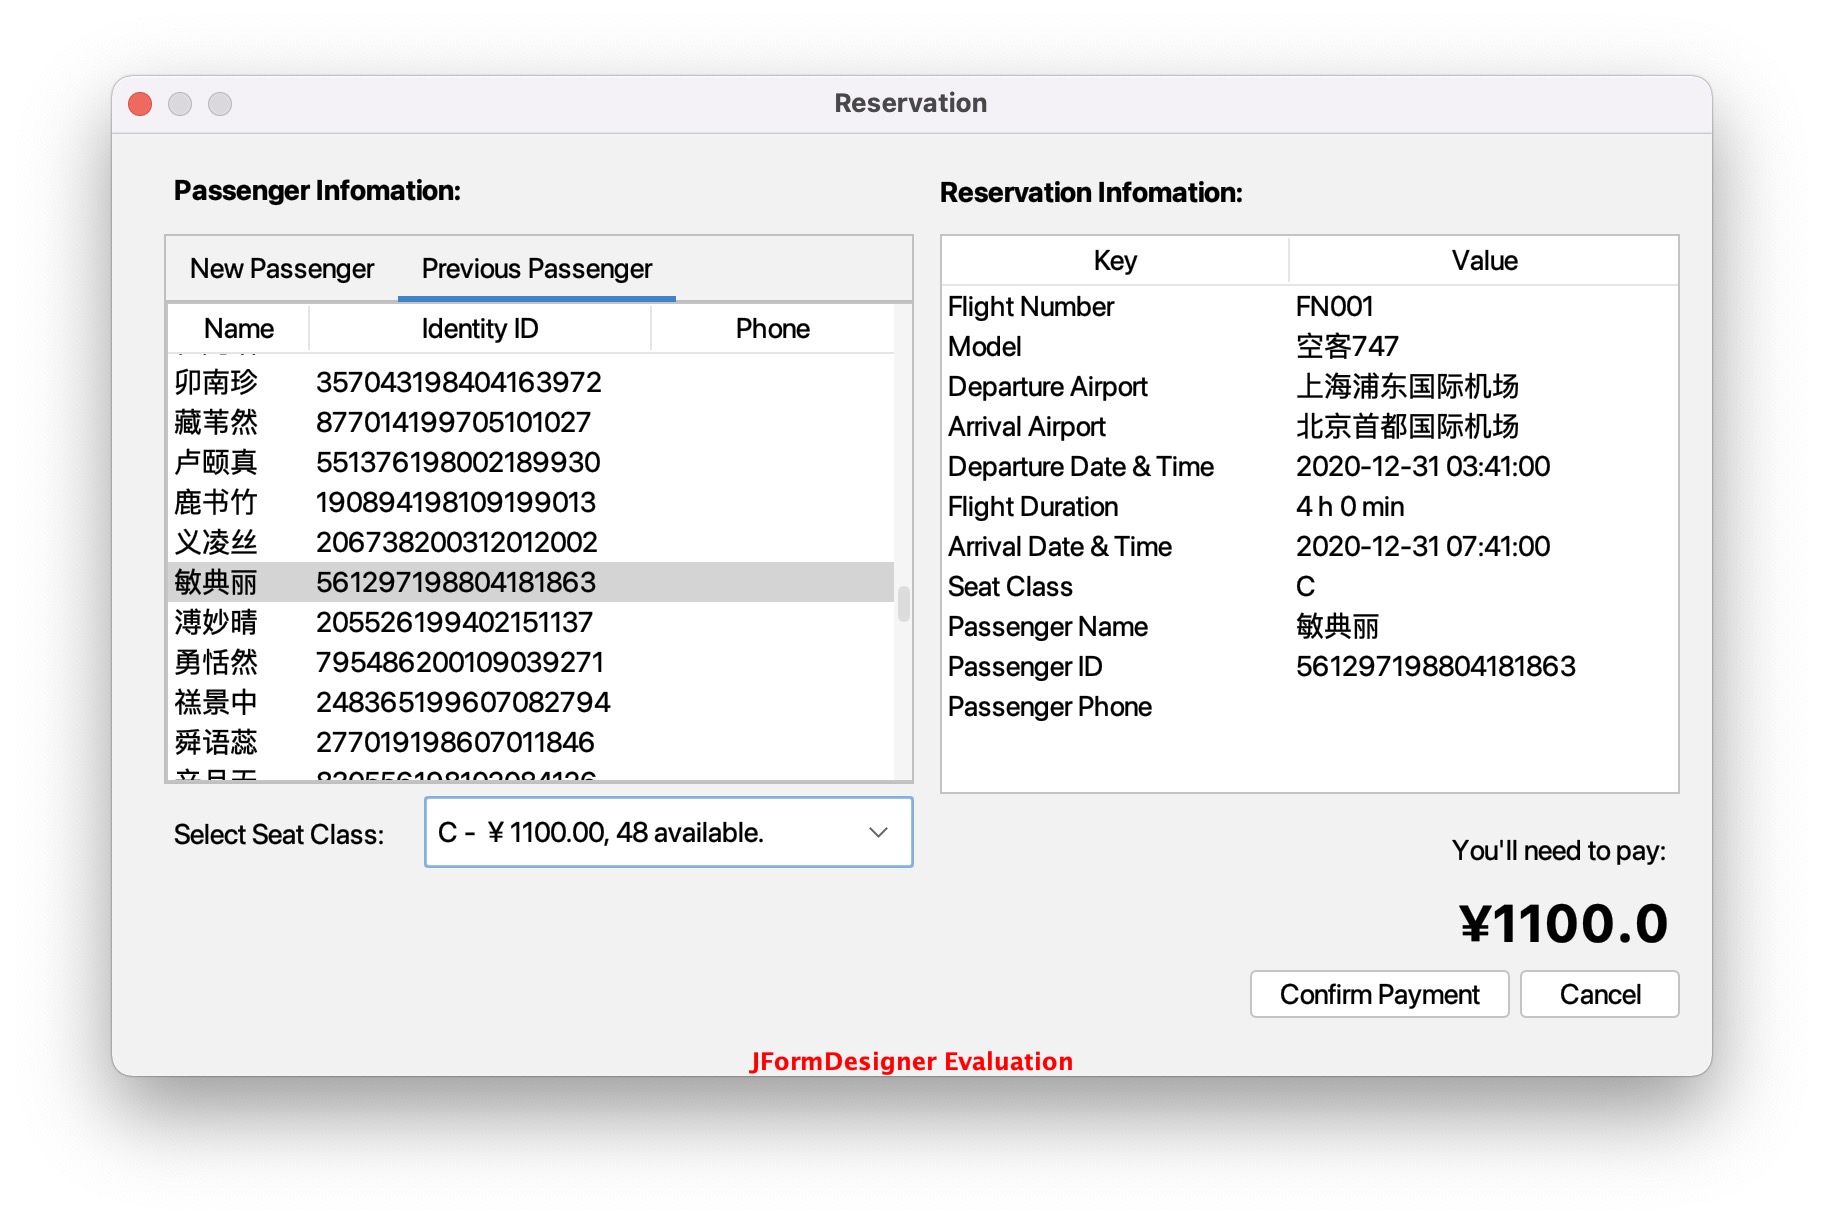 Reservation
Passenger Infomation:
New Passenger Previous Passenger
Name Identity ID Phone
卯南珍 357043198404163972
藏苇然 877014199705101027
卢颐真 551376198002189930
鹿书竹 190894198109199013
义凌丝 206738200312012002
敏典丽 561297198804181863
溥妙晴 205526199402151137
勇恬然 795486200109039271
禚景中 248365199607082794
舜语蕊 277019198607011846
Select Seat Class: C - ¥ 1100.00, 48 available.
Reservation Infomation:
Key Value
Flight Number FN001
Model 空客747
Departure Airport 上海浦东国际机场
Arrival Airport 北京首都国际机场
Departure Date & Time 2020-12-31 03:41:00
Flight Duration 4 h 0 min
Arrival Date & Time 2020-12-31 07:41:00
Seat Class C
Passenger Name 敏典丽
Passenger ID 561297198804181863
Passenger Phone
You'll need to pay:
¥1100.0
Confirm Payment Cancel
JFormDesigner Evaluation